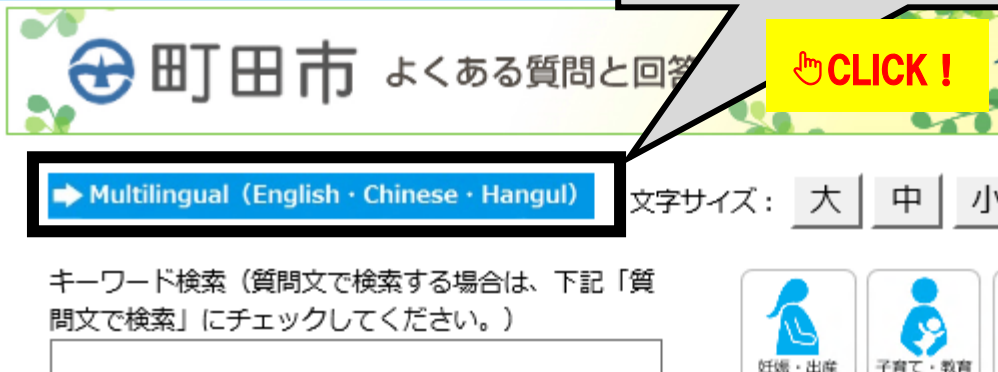 町田市 よくある質問と回答
CLICK！
Multilingual（English・Chinese・Hangul）
文字サイズ： 大 中 小
キーワード検索（質問文で検索する場合は、下記「質
問文で検索」にチェックしてください。）
妊娠・出産 子育て・教育